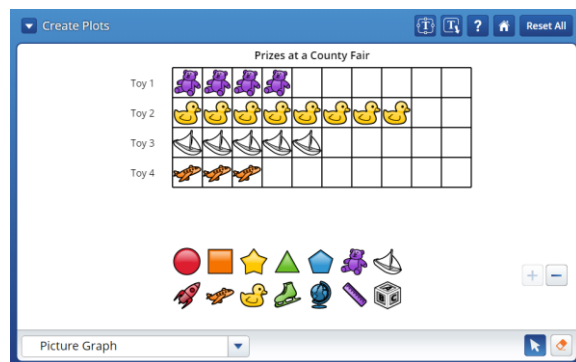 Create Plots
T
T
?
Reset All
Prizes at a County Fair
Toy 1
Toy 2
Toy 3
Toy 4
Picture Graph